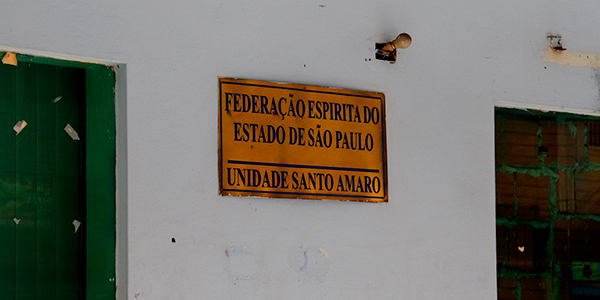 FEDERAÇÃO ESPIRITA DO
ESTADO DE SÃO PAULO
UNIDADE SANTO AMARO